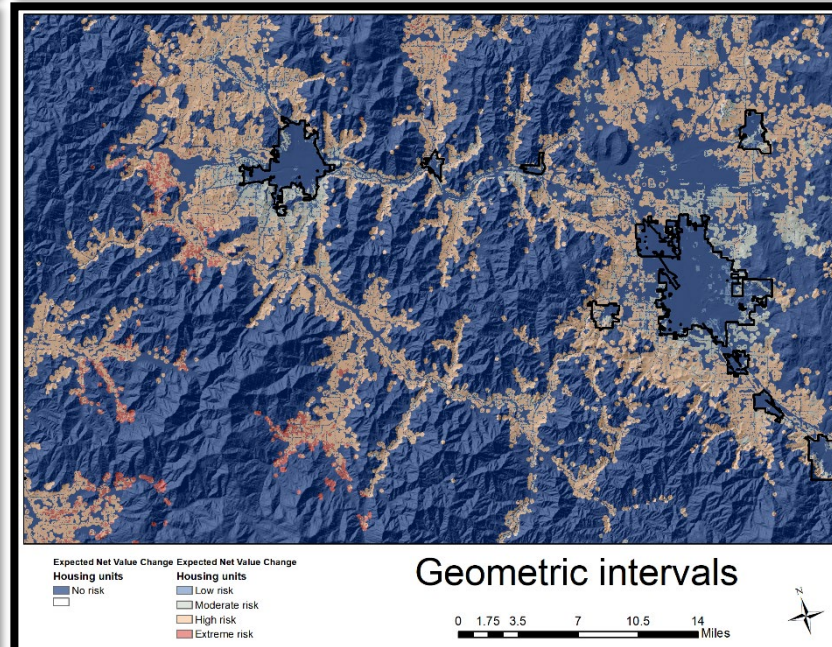 Expected Net Value Change Expected Net Value Change
Housing units Housing units
No risk Low risk
Moderate risk
High risk
Extreme risk
Geometric intervals
0 1.75 3.5 7 10.5 14
Miles
N